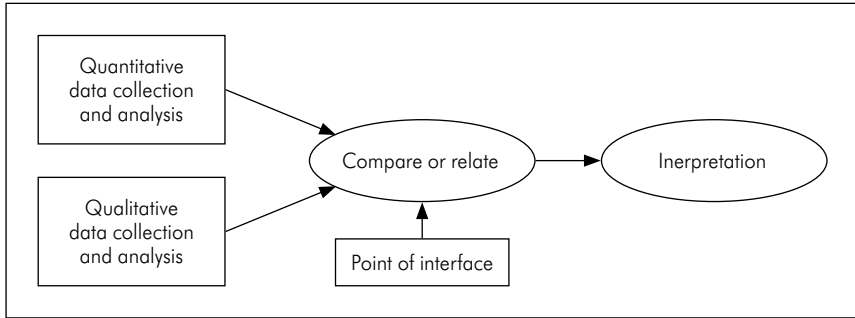 Quantitative
data collection
and analysis
Qualitative
data collection
and analysis
Compare or relate
Point of interface
Inerpretation